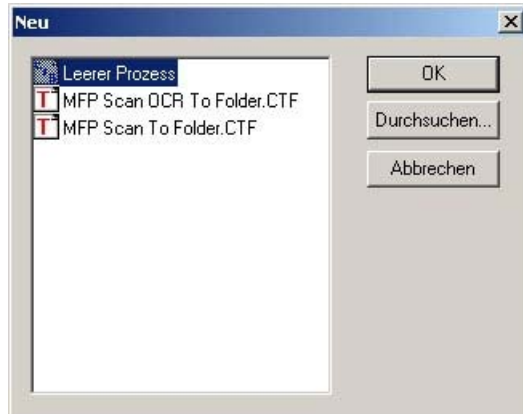 Neu
Leerer Prozess
MFP Scan OCR To Folder.CTF
MFP Scan To Folder.CTF
OK
Durchsuchen...
Abbrechen